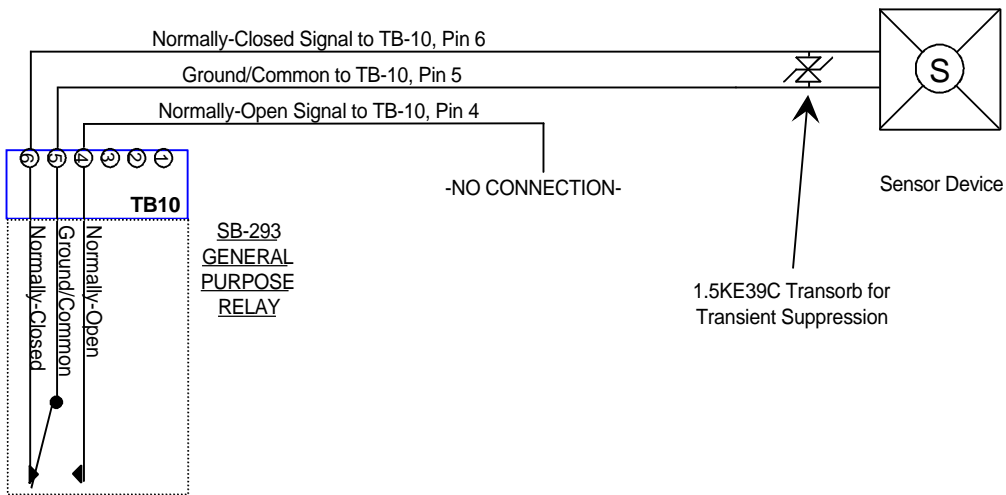 Normally-Closed Signal to TB-10, Pin 6
Ground/Common to TB-10, Pin 5
Normally-Open Signal to TB-10, Pin 4
S
6 5 4 3 2 1
TB10
-NO CONNECTION-
Sensor Device
Normally-Closed
Ground/Common
Normally-Open
SB-293
GENERAL
PURPOSE
RELAY
1.5KE39C Transorb for
Transient Suppression